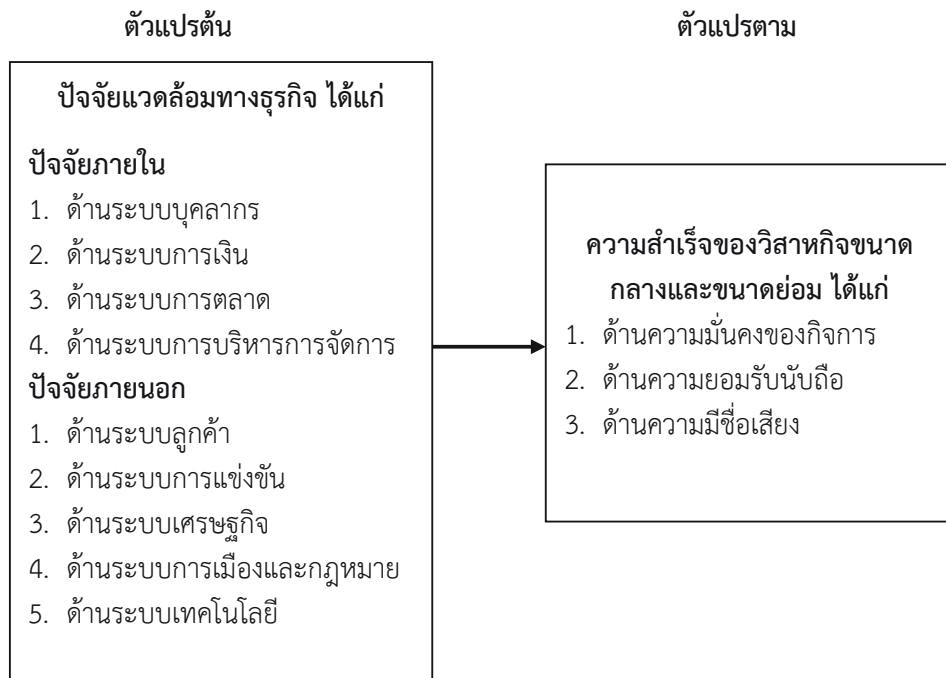 ตัวแปรต้น
ตัวแปรตาม
ปัจจัยแวดล้อมทางธุรกิจ ได้แก่
ปัจจัยภายใน
1. ด้านระบบบุคลากร
2. ด้านระบบการเงิน
3. ด้านระบบการตลาด
4. ด้านระบบการบริหารการจัดการ
ปัจจัยภายนอก
1. ด้านระบบลูกค้า
2. ด้านระบบการแข่งขัน
3. ด้านระบบเศรษฐกิจ
4. ด้านระบบการเมืองและกฎหมาย
5. ด้านระบบเทคโนโลยี
ความสำเร็จของวิสาหกิจขนาด
กลางและขนาดย่อม ได้แก่
1. ด้านความมั่นคงของกิจการ
2. ด้านความยอมรับนับถือ
3. ด้านความมีชื่อเสียง